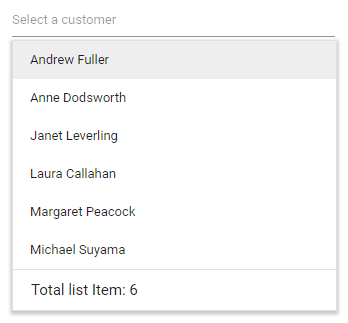 Select a customer
Andrew Fuller
Anne Dodsworth
Janet Leverling
Laura Callahan
Margaret Peacock
Michael Suyama
Total list Item: 6